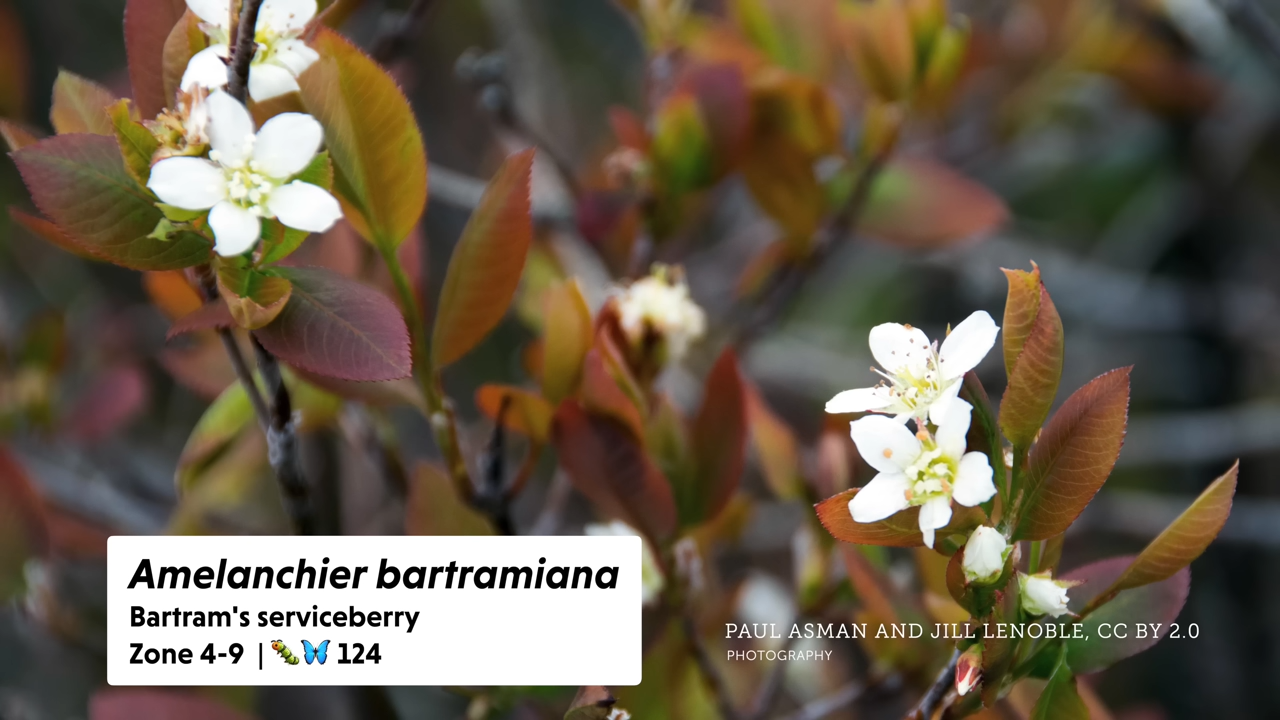 Amelanchier bartramiana
Bartram's serviceberry
Zone 4-9 | 🐛🦋 124
PAUL ASMAN AND JILL LENOBLE, CC BY 2.0
PHOTOGRAPHY